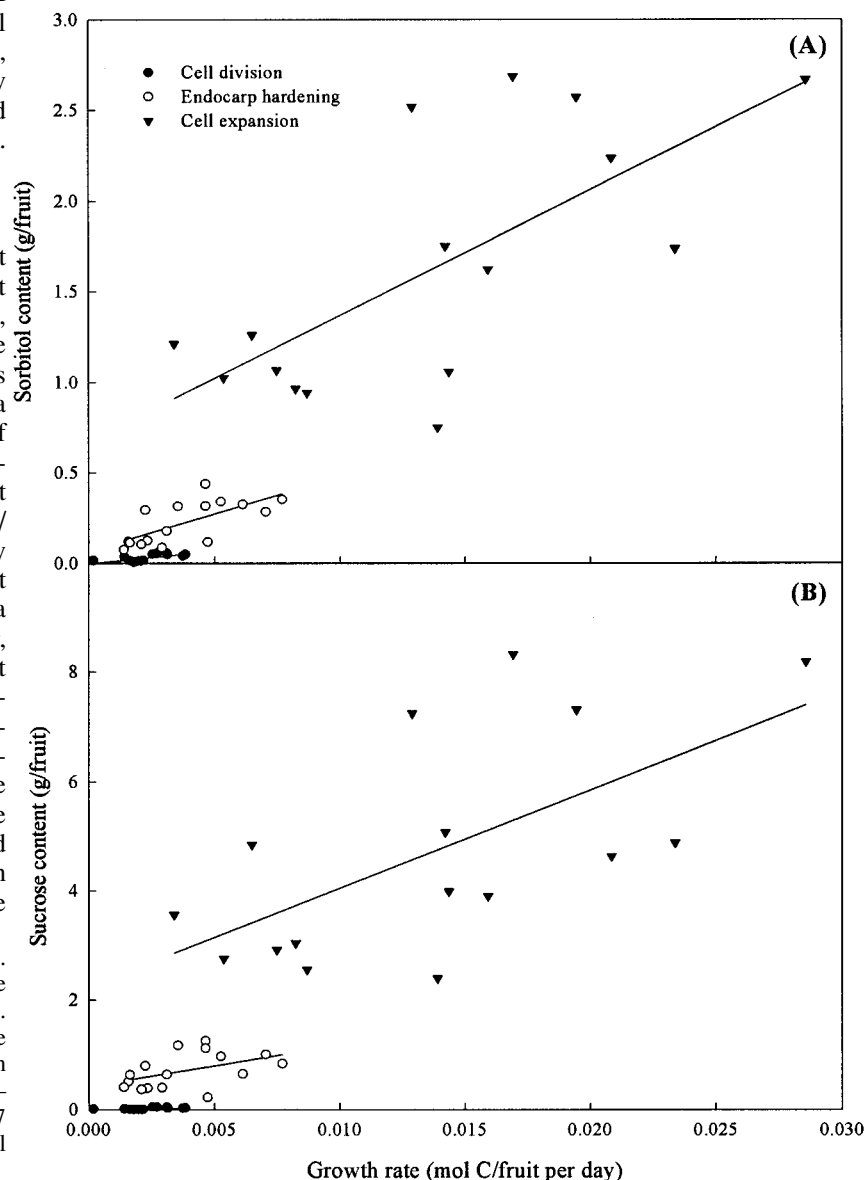 (A)
Cell division
Endocarp hardening
Cell expansion
Sorbitol content (g/fruit)
3.0
2.5
2.0
1.5
1.0
0.5
0.0
(B)
Sucrose content (g/fruit)
8
6
4
2
0
0.000 0.005 0.010 0.015 0.020 0.025 0.030
Growth rate (mol C/fruit per day)